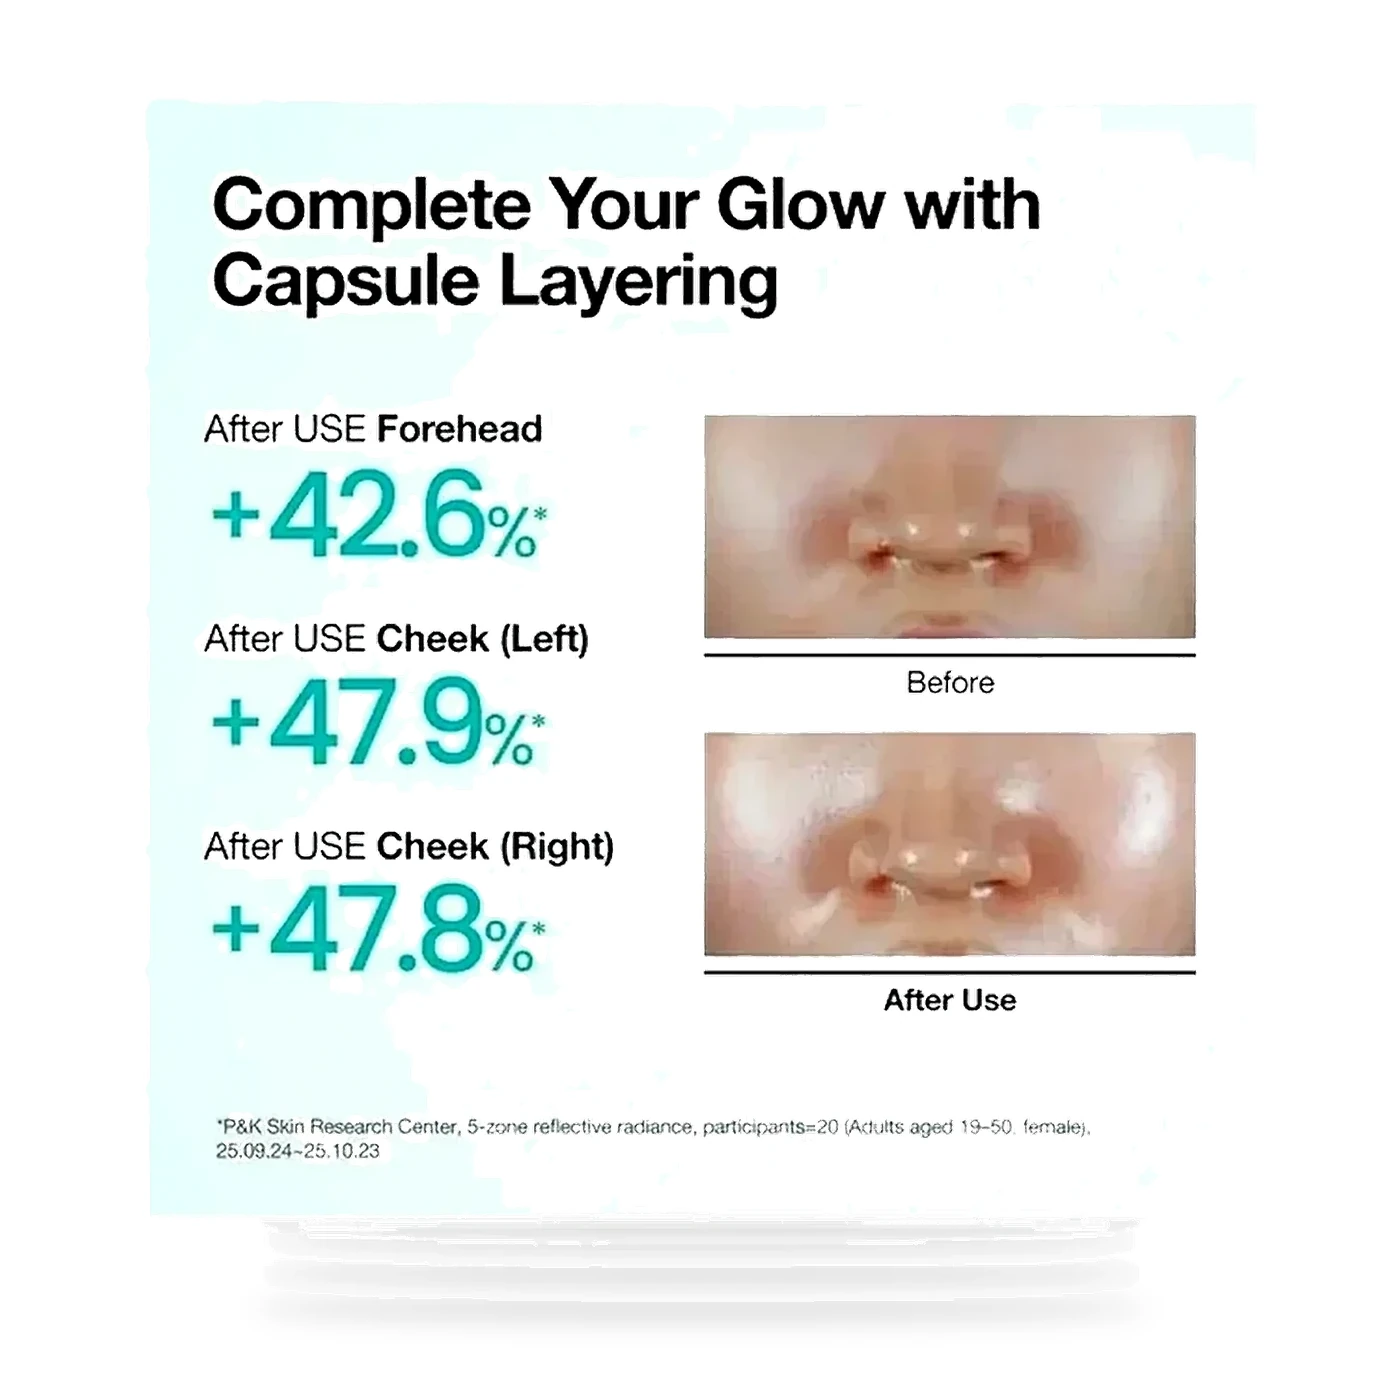 Complete Your Glow with
Capsule Layering
After USE Forehead
+42.6%*
After USE Cheek (Left)
+47.9%*
After USE Cheek (Right)
+47.8%*
Before
After Use
*P&K Skin Research Center, 5-zone reflective radiance, participants=20 (Adults aged 19–50. female),
25.09.24~25.10.23